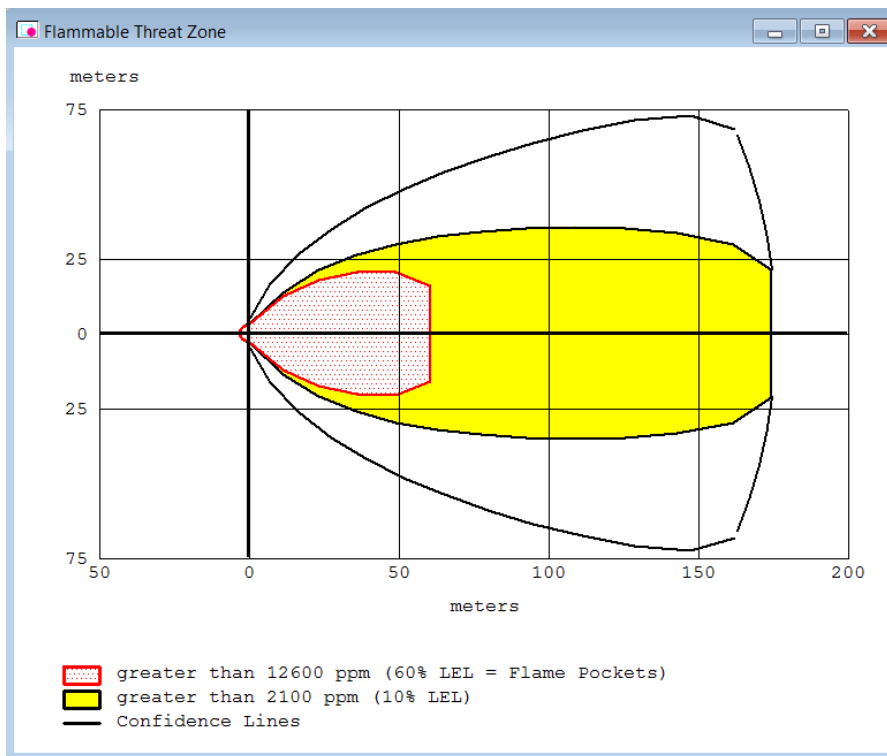 Flammable Threat Zone
meters
75
25
0
25
75
50 0 50 100 150 200
meters
greater than 12600 ppm (60% LEL = Flame Pockets)
greater than 2100 ppm (10% LEL)
Confidence Lines